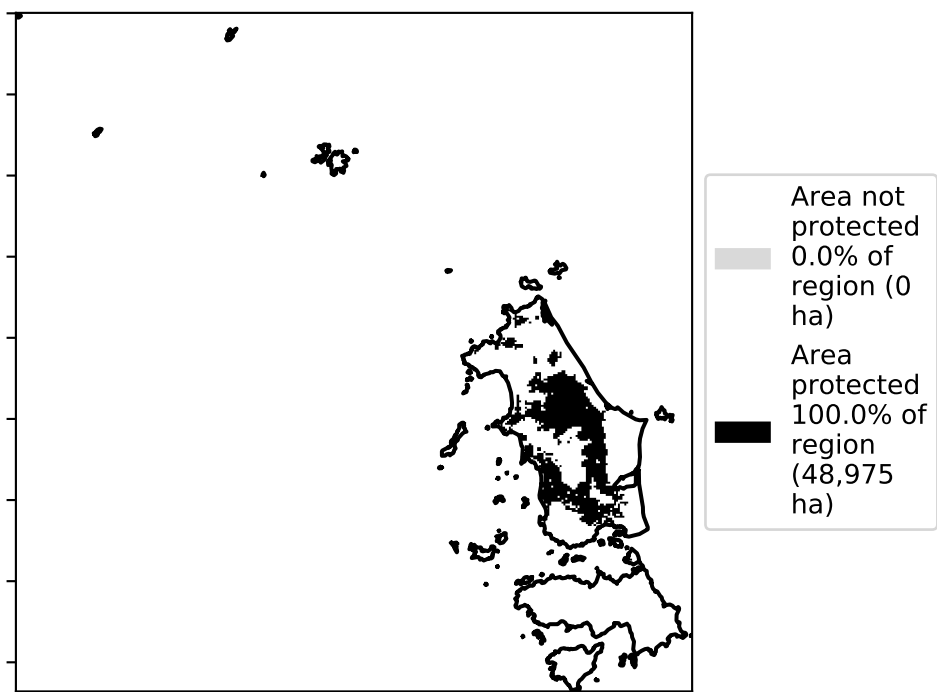 Area not
protected
0.0% of
region (0
ha)
Area
protected
100.0% of
region
(48,975
ha)